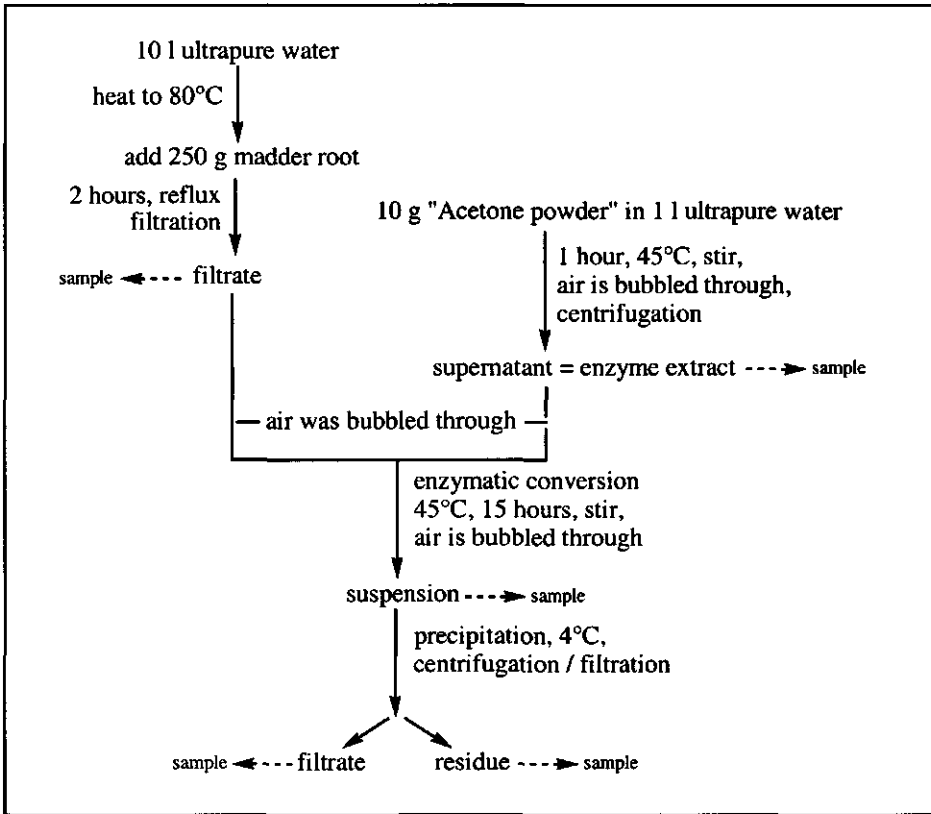 10 l ultrapure water
heat to 80°C
add 250 g madder root
2 hours, reflux
filtration
sample
filtrate
10 g "Acetone powder" in 1 l ultrapure water
1 hour, 45°C, stir,
air is bubbled through,
centrifugation
supernatant = enzyme extract
sample
air was bubbled through
enzymatic conversion
45°C, 15 hours, stir,
air is bubbled through
suspension
sample
precipitation, 4°C,
centrifugation / filtration
sample
filtrate
residue
sample